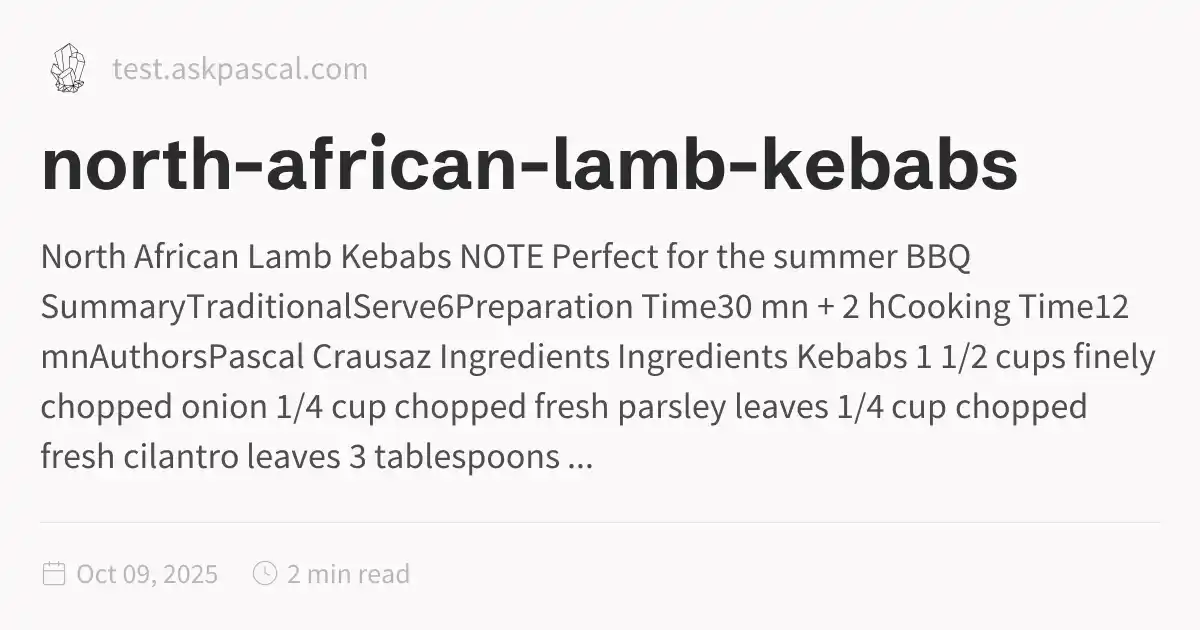 test.askpascal.com
north-african-lamb-kebabs
North African Lamb Kebabs NOTE Perfect for the summer BBQ
SummaryTraditionalServe6Preparation Time30 mn + 2 hCooking Time12
mnAuthorsPascal Crausaz Ingredients Ingredients Kebabs 1 1/2 cups finely
chopped onion 1/4 cup chopped fresh parsley leaves 1/4 cup chopped
fresh cilantro leaves 3 tablespoons ...
Oct 09, 2025 2 min read